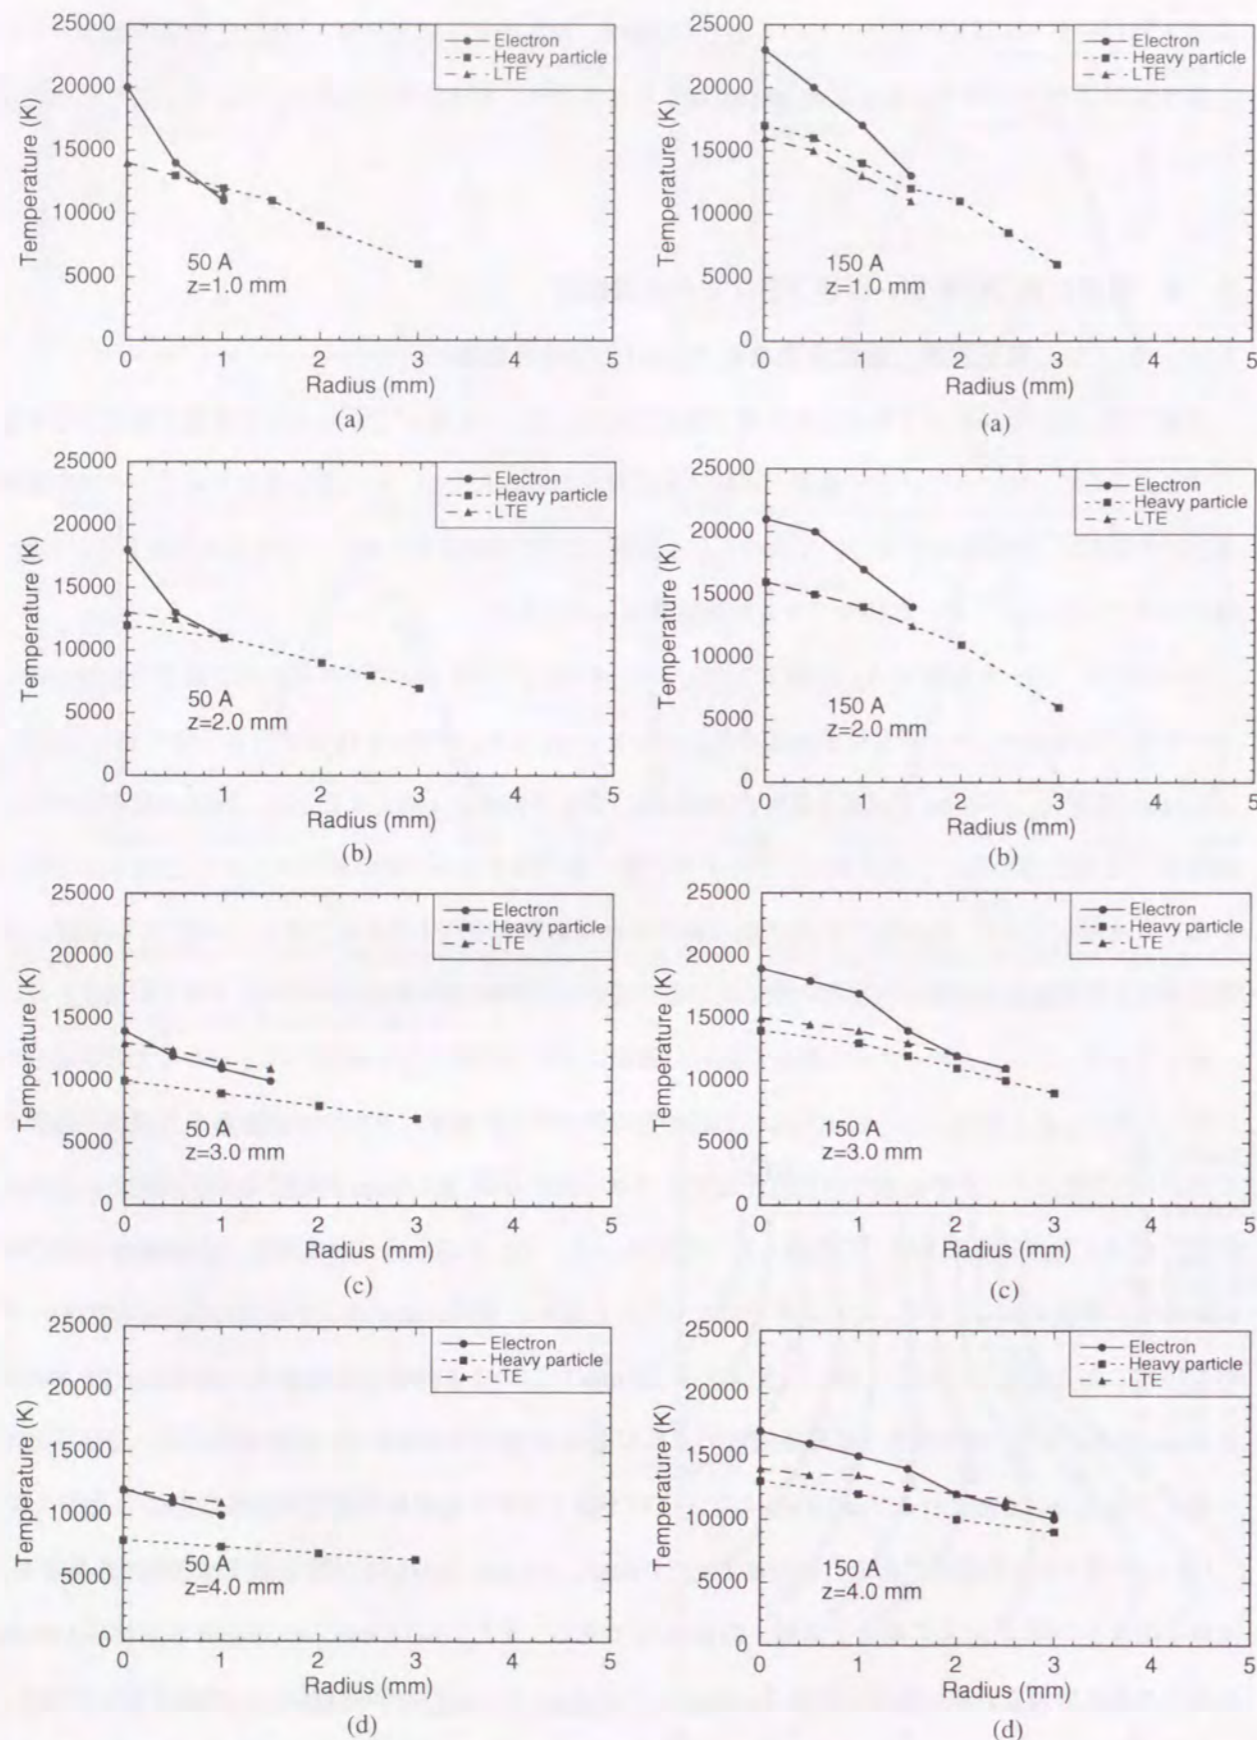 25000
20000
15000
10000
5000
0
Temperature (K)
Electron
Heavy particle
LTE
50 A
z=1.0 mm
0 1 2 3 4 5
Radius (mm)
(a)
25000
20000
15000
10000
5000
0
Temperature (K)
Electron
Heavy particle
LTE
150 A
z=1.0 mm
0 1 2 3 4 5
Radius (mm)
(a)
25000
20000
15000
10000
5000
0
Temperature (K)
Electron
Heavy particle
LTE
50 A
z=2.0 mm
0 1 2 3 4 5
Radius (mm)
(b)
25000
20000
15000
10000
5000
0
Temperature (K)
Electron
Heavy particle
LTE
150 A
z=2.0 mm
0 1 2 3 4 5
Radius (mm)
(b)
25000
20000
15000
10000
5000
0
Temperature (K)
Electron
Heavy particle
LTE
50 A
z=3.0 mm
0 1 2 3 4 5
Radius (mm)
(c)
25000
20000
15000
10000
5000
0
Temperature (K)
Electron
Heavy particle
LTE
150 A
z=3.0 mm
0 1 2 3 4 5
Radius (mm)
(c)
25000
20000
15000
10000
5000
0
Temperature (K)
Electron
Heavy particle
LTE
50 A
z=4.0 mm
0 1 2 3 4 5
Radius (mm)
(d)
25000
20000
15000
10000
5000
0
Temperature (K)
Electron
Heavy particle
LTE
150 A
z=4.0 mm
0 1 2 3 4 5
Radius (mm)
(d)